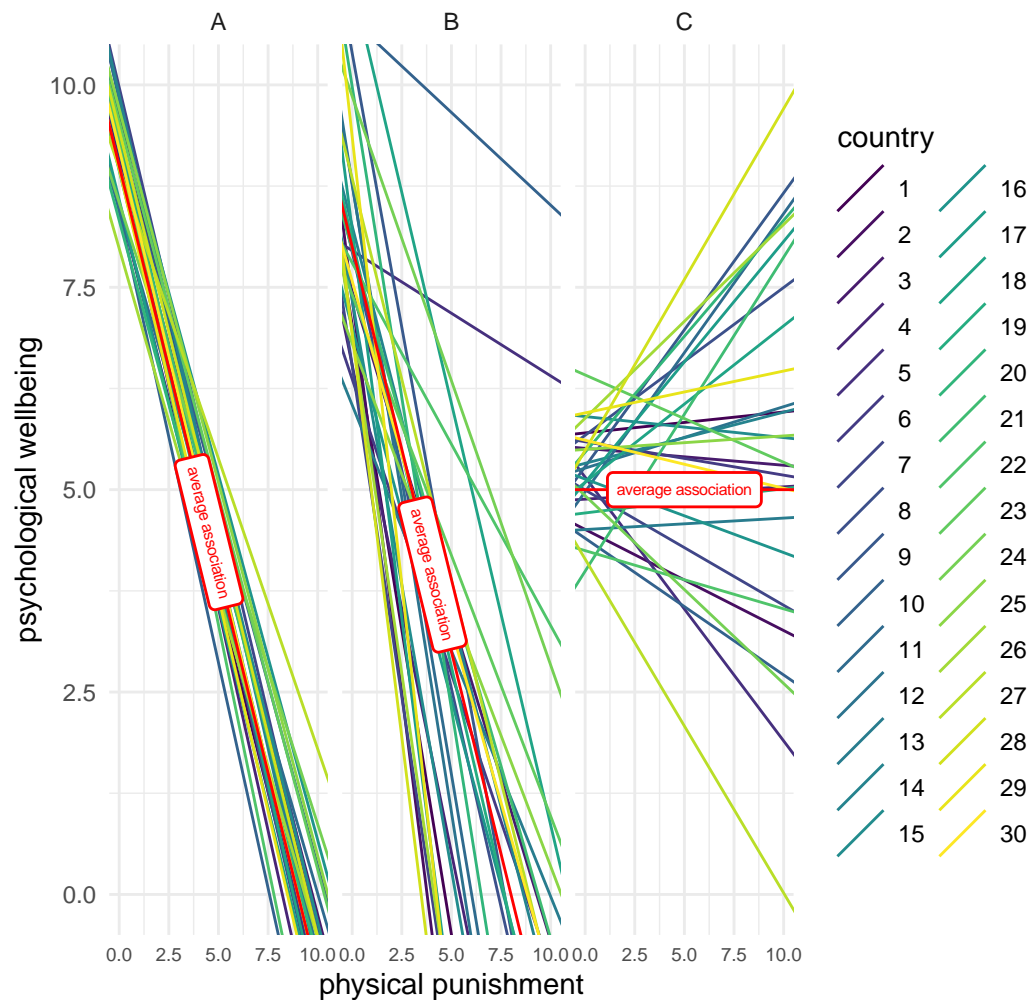 A B C
10.0
7.5
5.0
2.5
0.0
psychological wellbeing
average association
average association
average association
0.0 2.5 5.0 7.5 10.0 0.0 2.5 5.0 7.5 10.0 0.0 2.5 5.0 7.5 10.0
physical punishment
country
1 16
2 17
3 18
4 19
5 20
6 21
7 22
8 23
9 24
10 25
11 26
12 27
13 28
14 29
15 30